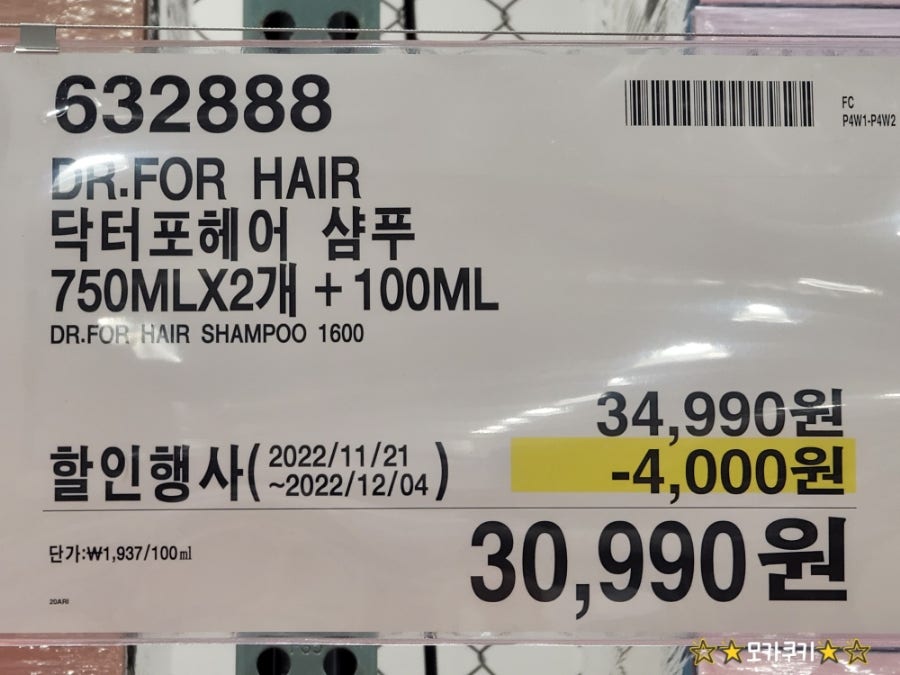 632888
FC
P4W1-P4W2
DR.FOR HAIR
닥터포헤어 샴푸
750MLX2개 + 100ML
DR.FOR HAIR SHAMPOO 1600
34,990원
할인행사( 2022/11/21
~2022/12/04 )
-4,000원
단가:₩1,937/100㎖
30,990원
20ARI
☆★모카쿠키★☆